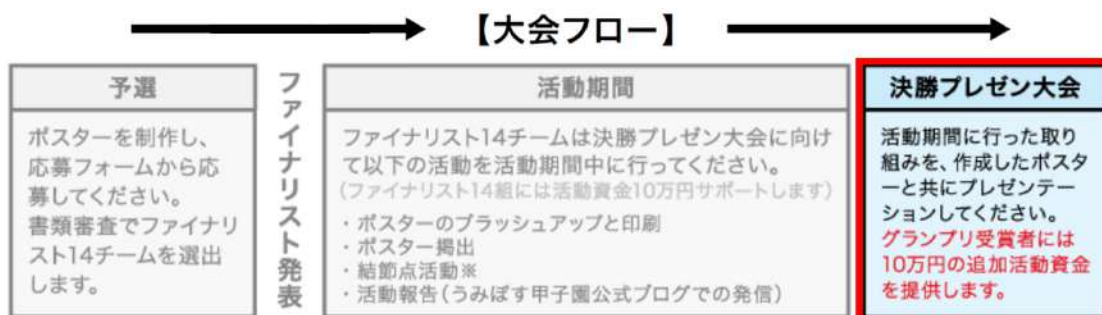 【大会フロー】
予選
ポスターを制作し、
応募フォームから応
募してください。
書類審査でファイナリ
スト14チームを選出
します。
ファイナリスト発表
活動期間
ファイナリスト14チームは決勝プレゼン大会に向け
て以下の活動を活動期間中に行ってください。
(ファイナリスト14組には活動資金10万円サポートします)
・ポスターのブラッシュアップと印刷
・ポスター掲出
・結節点活動※
・活動報告(うみぽす甲子園公式ブログでの発信)
決勝プレゼン大会
活動期間に行った取り
組みを、作成したポスタ
ーと共にプレゼンテー
ションしてください。
グランプリ受賞者には
10万円の追加活動資金
を提供します。